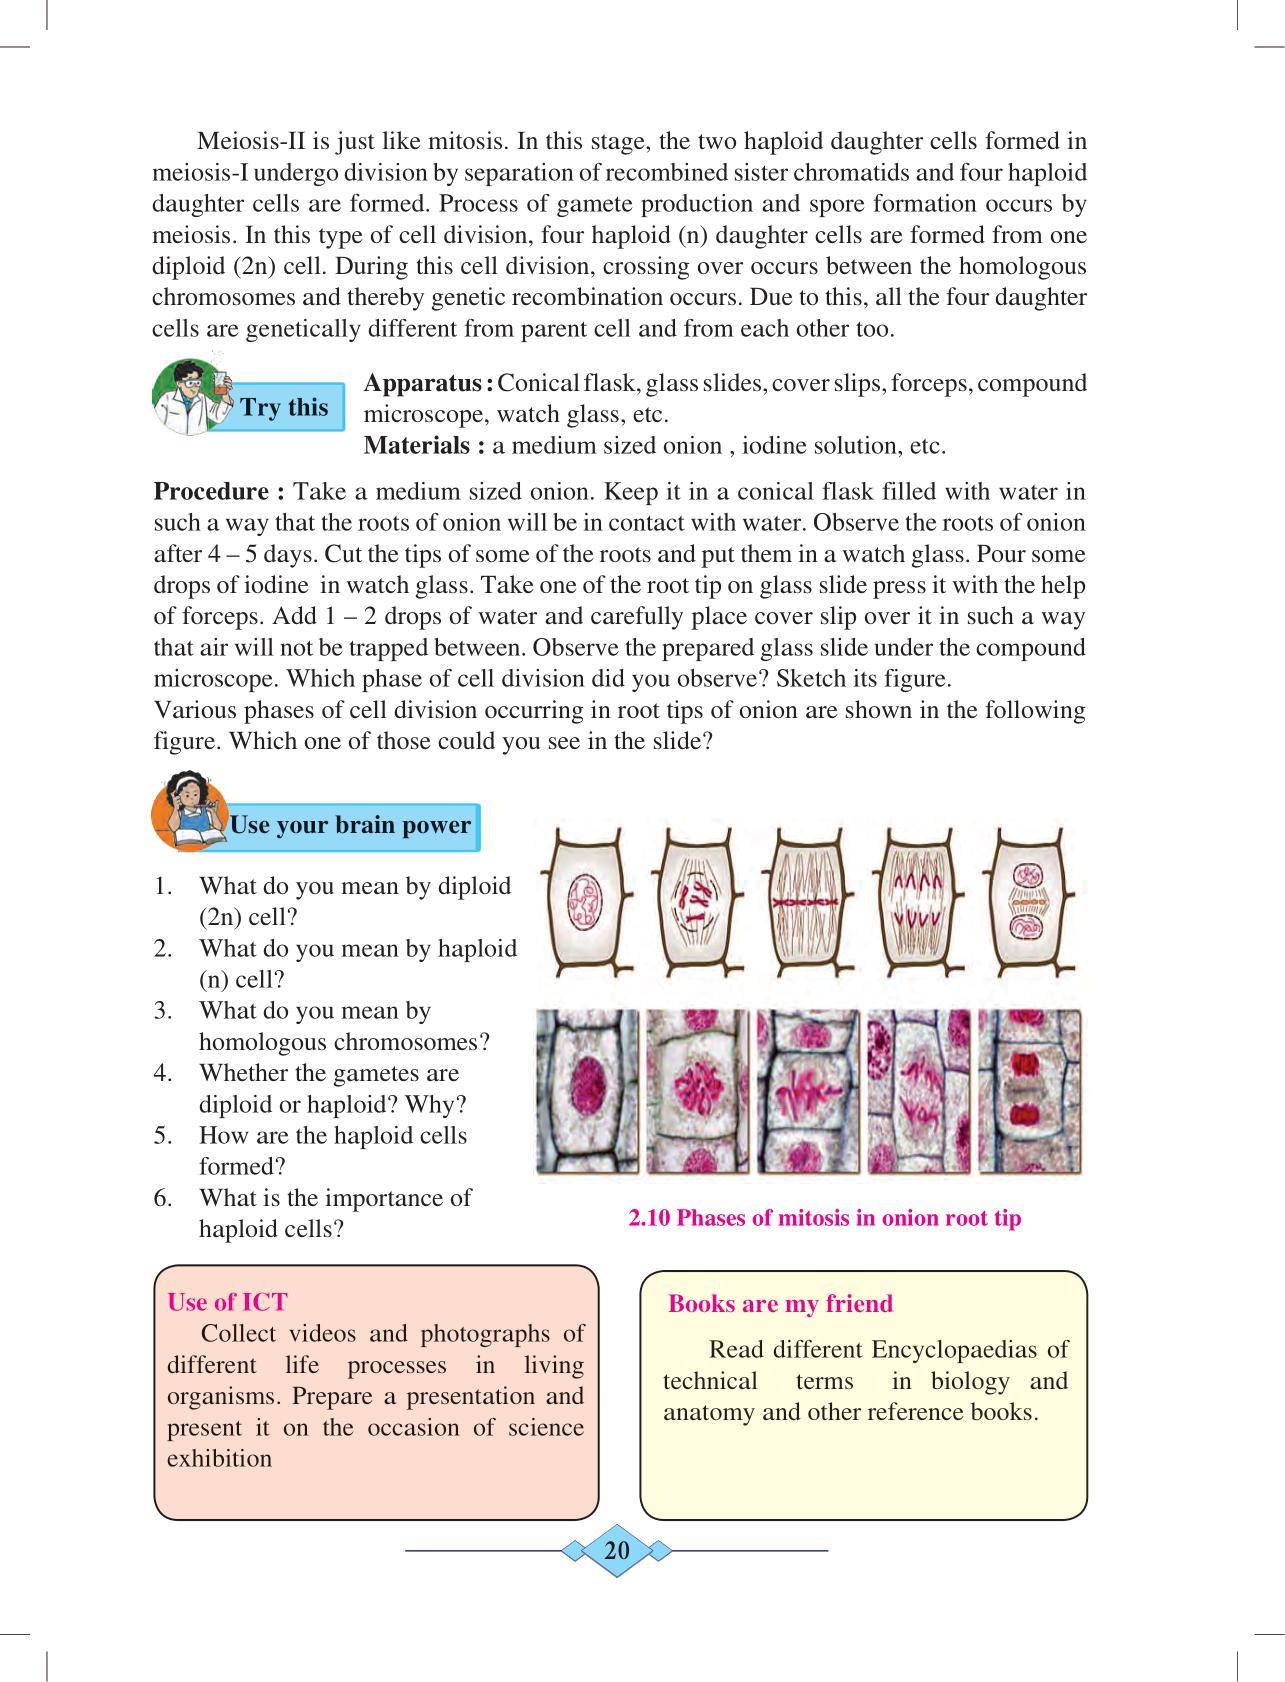 Meiosis-II is just like mitosis. In this stage, the two haploid daughter cells formed in
meiosis-I undergo division by separation of recombined sister chromatids and four haploid
daughter cells are formed. Process of gamete production and spore formation occurs by
meiosis. In this type of cell division, four haploid (n) daughter cells are formed from one
diploid (2n) cell. During this cell division, crossing over occurs between the homologous
chromosomes and thereby genetic recombination occurs. Due to this, all the four daughter
cells are genetically different from parent cell and from each other too.
Try this
Apparatus : Conical flask, glass slides, cover slips, forceps, compound
microscope, watch glass, etc.
Materials : a medium sized onion , iodine solution, etc.
Procedure : Take a medium sized onion. Keep it in a conical flask filled with water in
such a way that the roots of onion will be in contact with water. Observe the roots of onion
after 4 – 5 days. Cut the tips of some of the roots and put them in a watch glass. Pour some
drops of iodine in watch glass. Take one of the root tip on glass slide press it with the help
of forceps. Add 1 – 2 drops of water and carefully place cover slip over it in such a way
that air will not be trapped between. Observe the prepared glass slide under the compound
microscope. Which phase of cell division did you observe? Sketch its figure.
Various phases of cell division occurring in root tips of onion are shown in the following
figure. Which one of those could you see in the slide?
Use your brain power
1. What do you mean by diploid
(2n) cell?
2. What do you mean by haploid
(n) cell?
3. What do you mean by
homologous chromosomes?
4. Whether the gametes are
diploid or haploid? Why?
5. How are the haploid cells
formed?
6. What is the importance of
haploid cells?
2.10 Phases of mitosis in onion root tip
Use of ICT
Collect videos and photographs of
different life processes in living
organisms. Prepare a presentation and
present it on the occasion of science
exhibition
Books are my friend
Read different Encyclopaedias of
technical terms in biology and
anatomy and other reference books.
20